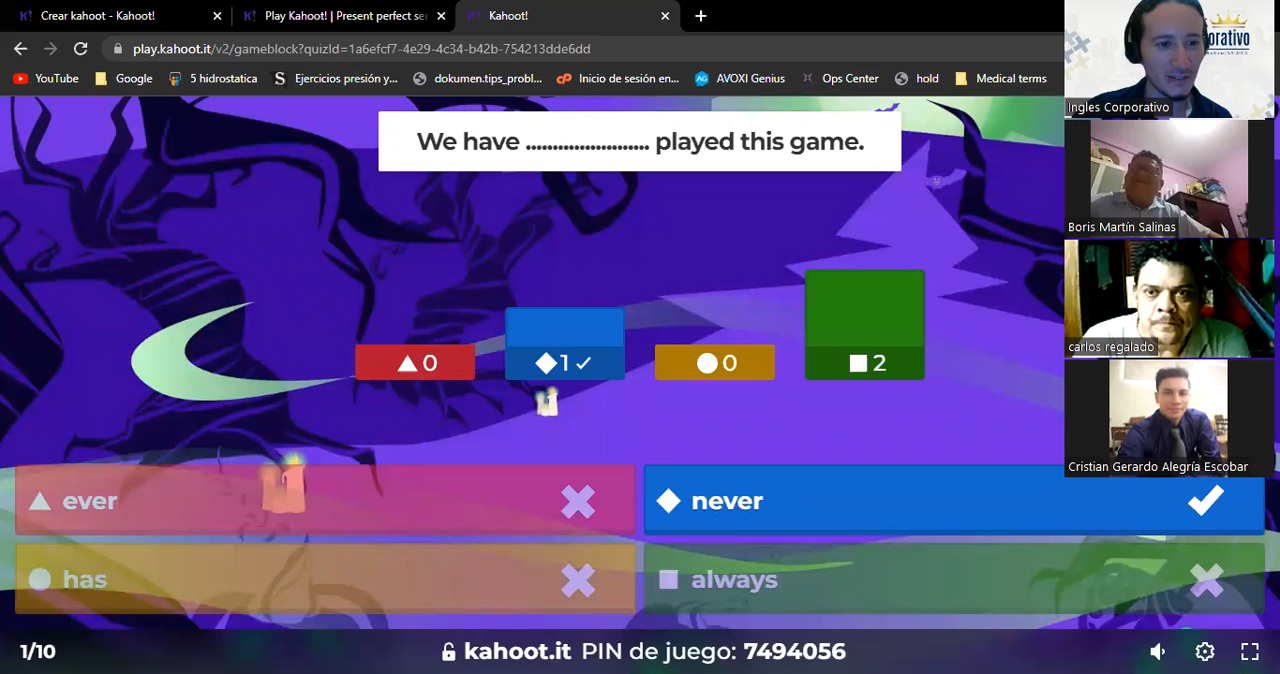 Crear kahoot - Kahoot!
Play Kahoot! | Present perfect ser
Kahoot!
play.kahoot.it/v2/gameblock?quizId=1a6efcf7-4e29-4c34-b42b-754213dde6dd
YouTube
Google
5 hidrostatica
Ejercicios presión y...
dokumen.tips_probl...
Inicio de sesión en...
AVOXI Genius
Ops Center
hold
Medical terms
orativo
Ingles Corporativo
We have ....................... played this game.
Boris Martín Salinas
carlos regalado
0
1
0
2
Cristian Gerardo Alegría Escobar
ever
never
has
always
1/10
kahoot.it PIN de juego: 7494056